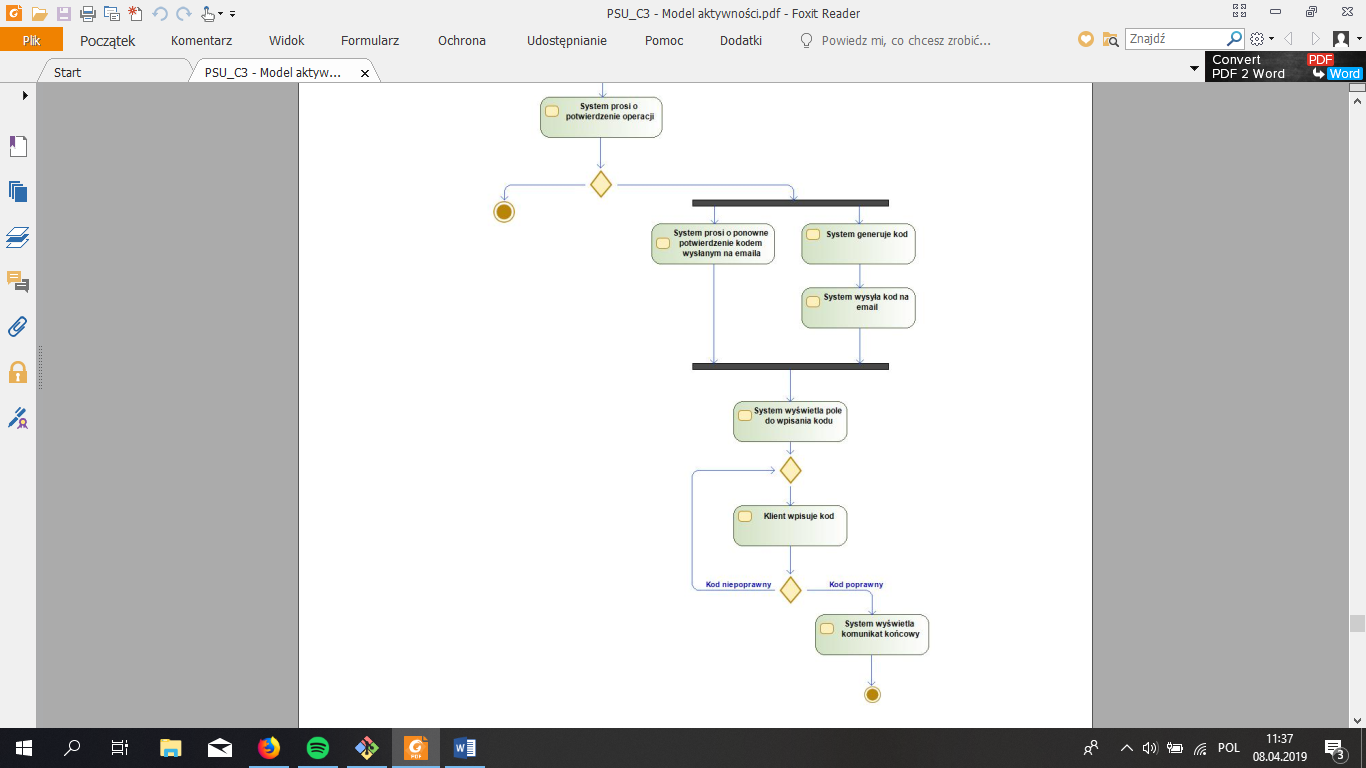 PSU_C3 - Model aktywności.pdf - Foxit Reader
Plik
Początek
Komentarz
Widok
Formularz
Ochrona
Udostępnianie
Pomoc
Dodatki
Powiedz mi, co chcesz zrobić...
Znajdź
Start
PSU_C3 - Model aktyw...
Convert
PDF 2 Word
PDF
Word
System prosi o
potwierdzenie operacji
System prosi o ponowne
potwierdzenie kodem
wysłanym na emaila
System generuje kod
System wysyła kod na
email
System wyświetla pole
do wpisania kodu
Klient wpisuje kod
Kod niepoprawny
Kod poprawny
System wyświetla
komunikat końcowy
PDF
POL
11:37
08.04.2019
3